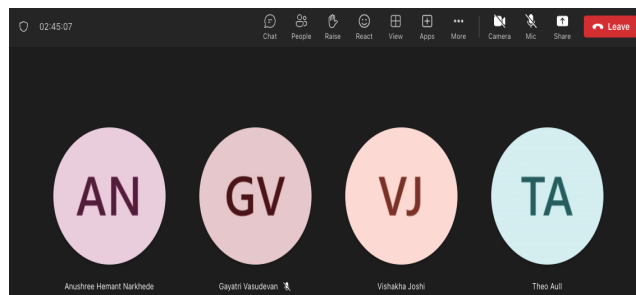 02:45:07
Chat People Raise React View Apps More Camera Mic Share Leave
AN GV VJ TA
Anushree Hemant Narkhede Gayatri Vasudevan Vishakha Joshi Theo Aull